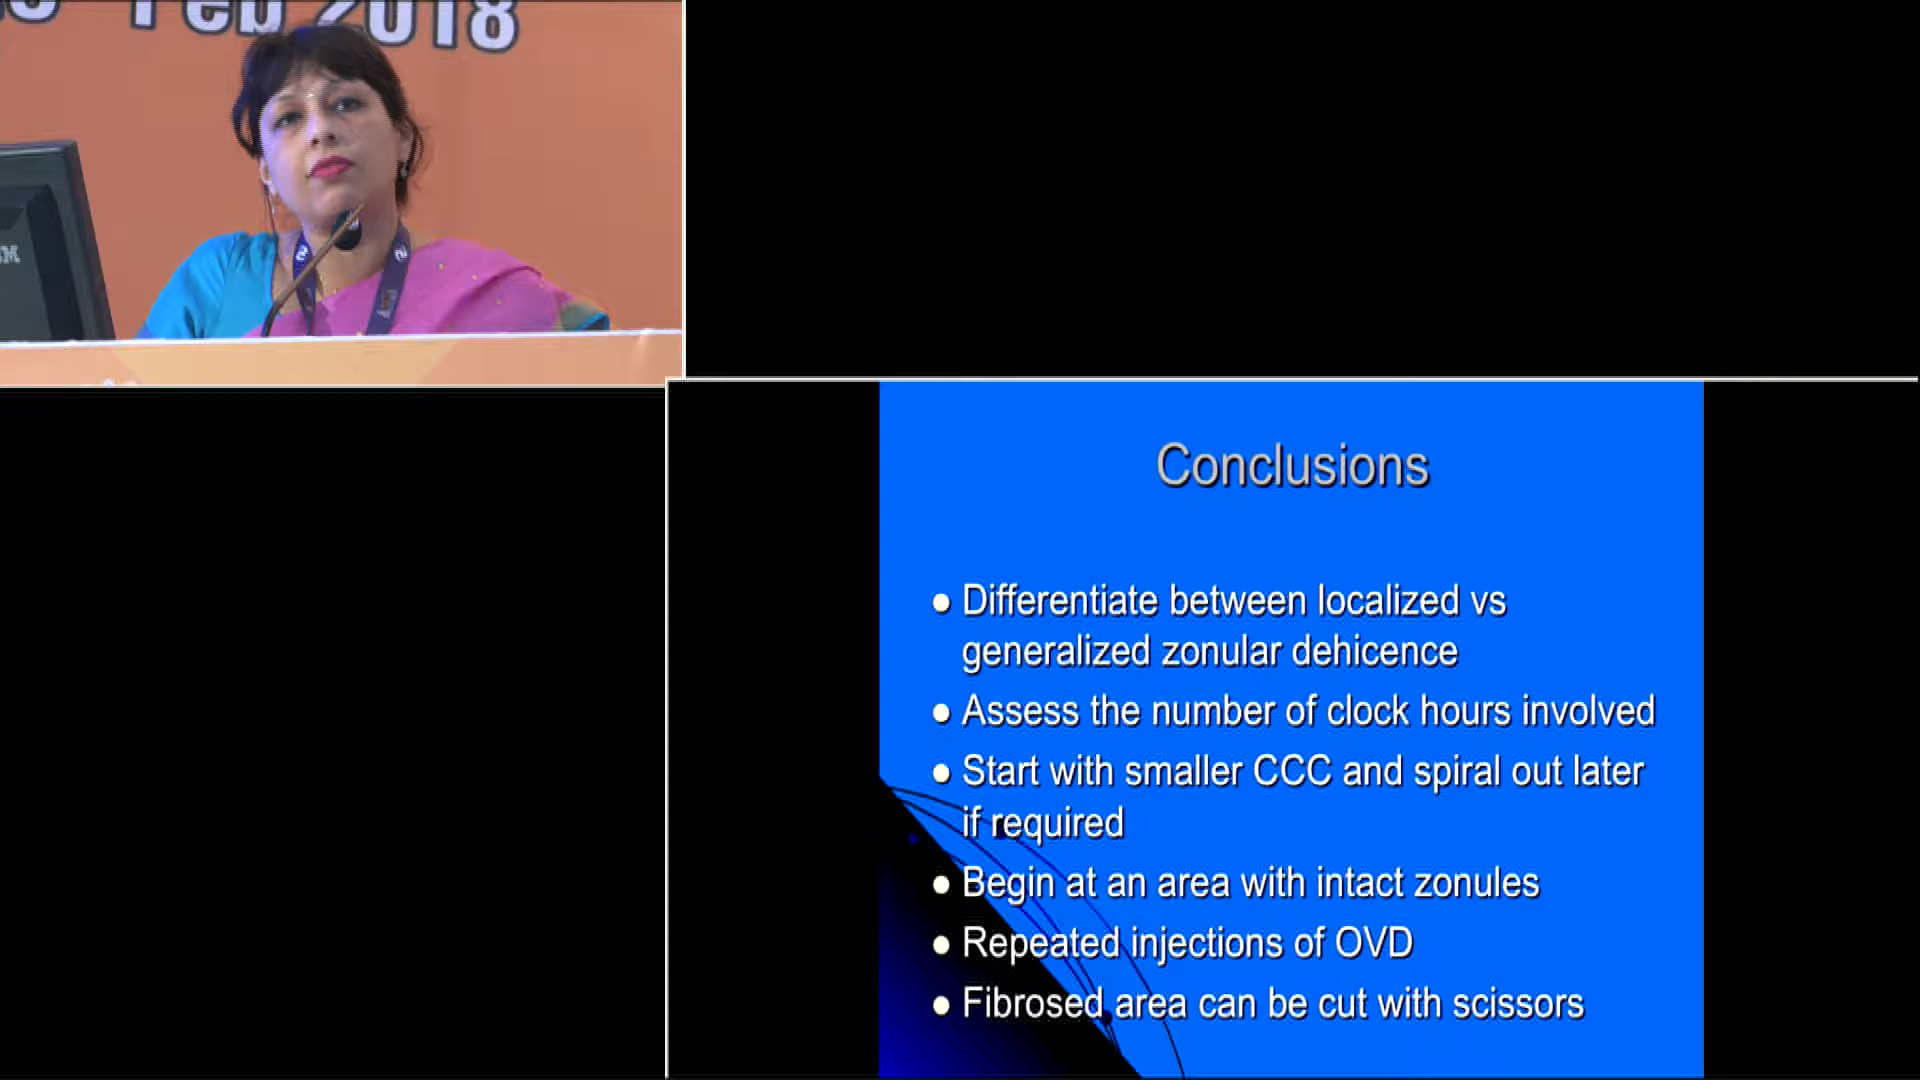 Feb 2018
Conclusions
Differentiate between localized vs
generalized zonular dehicence
Assess the number of clock hours involved
Start with smaller CCC and spiral out later
if required
Begin at an area with intact zonules
Repeated injections of OVD
Fibrosed area can be cut with scissors